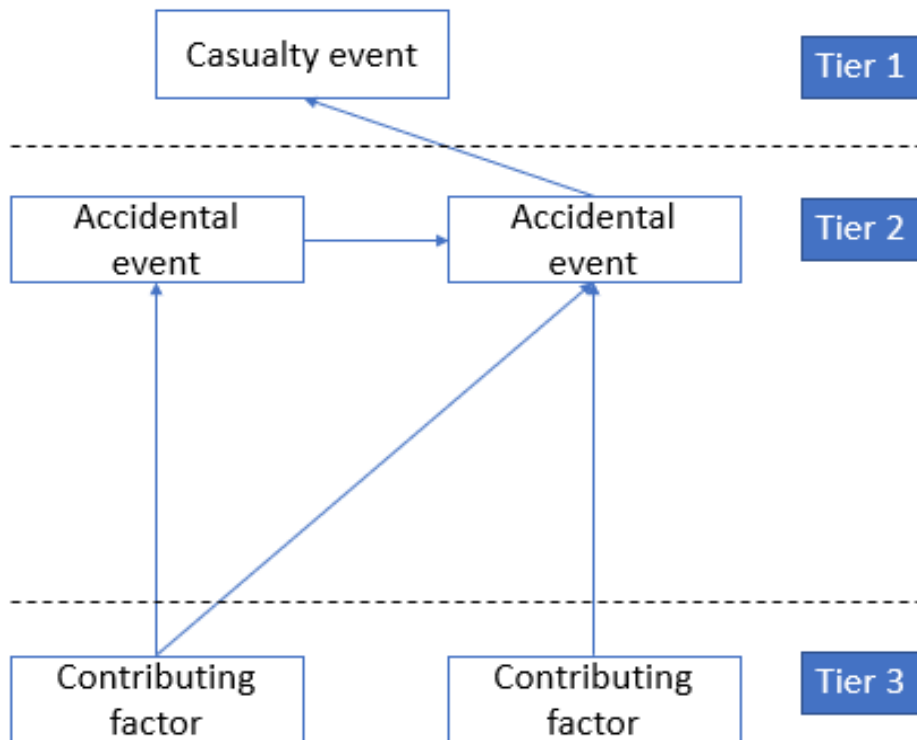 Casualty event
Tier 1
Accidental
event
Accidental
event
Tier 2
Contributing
factor
Contributing
factor
Tier 3